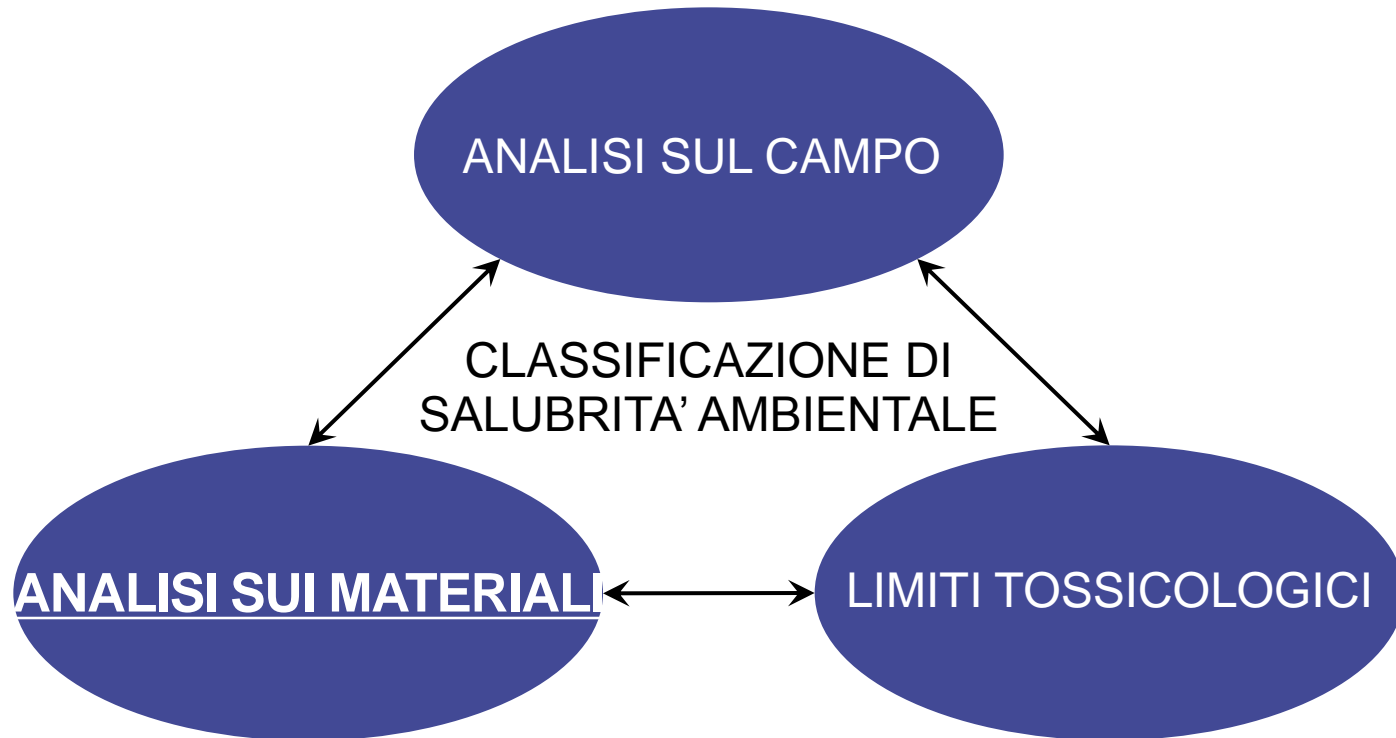 ANALISI SUL CAMPO
CLASSIFICAZIONE DI
SALUBRITA’ AMBIENTALE
ANALISI SUI MATERIALI
LIMITI TOSSICOLOGICI